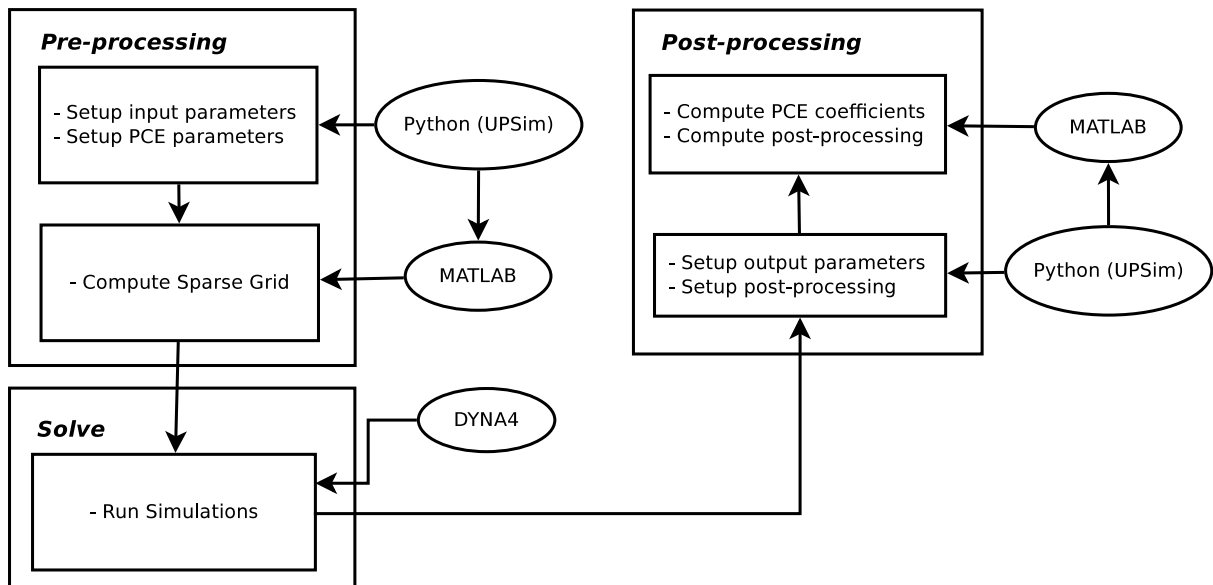 Pre-processing
- Setup input parameters
- Setup PCE parameters
Python (UPSim)
- Compute Sparse Grid
MATLAB
Solve
- Run Simulations
DYNA4
Post-processing
- Compute PCE coefficients
- Compute post-processing
MATLAB
- Setup output parameters
- Setup post-processing
Python (UPSim)